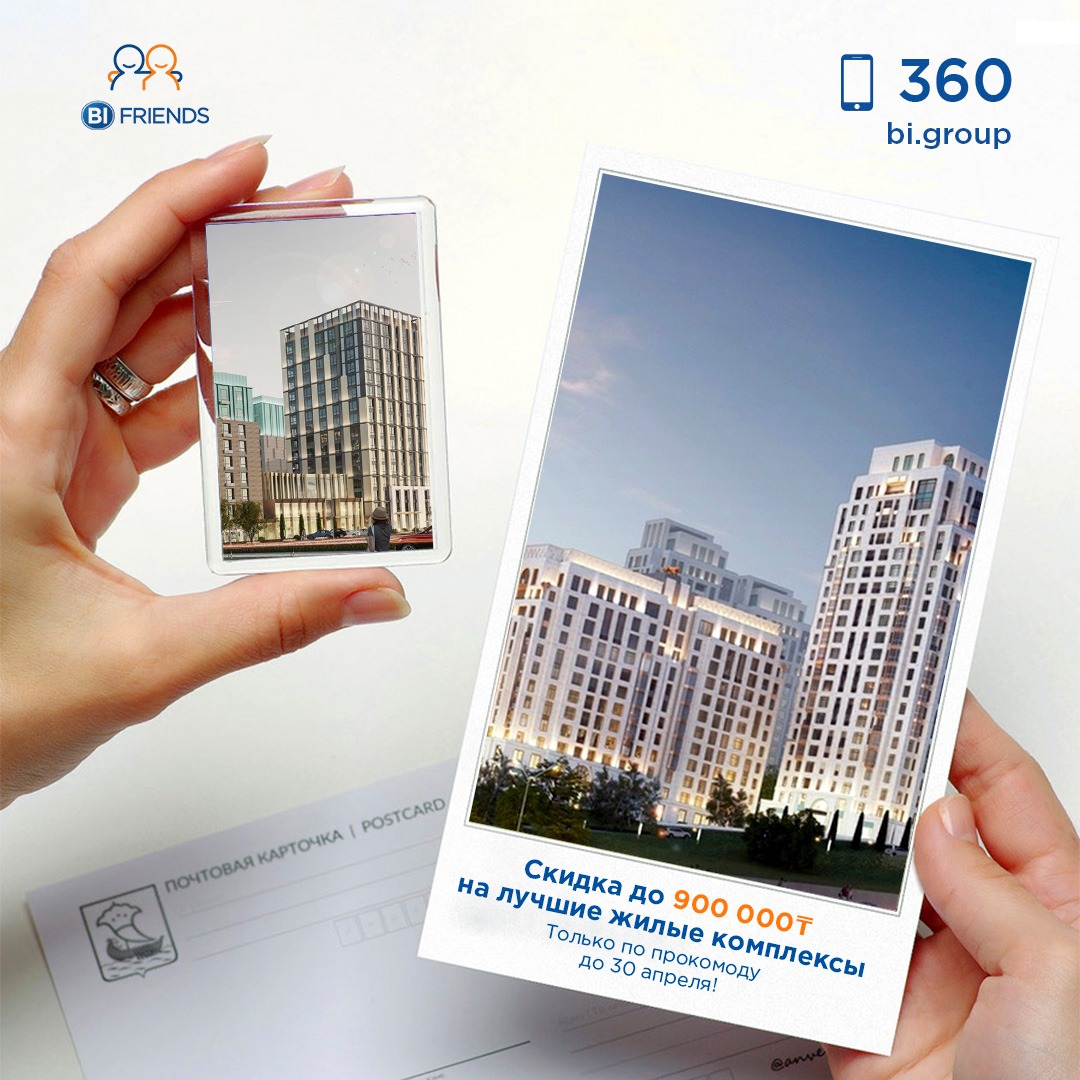 BI FRIENDS
360
bi.group
ПОЧТОВАЯ КАРТОЧКА | POSTCARD
Скидка до 900 000₸
на лучшие жилые комплексы
Только по прокомоду
до 30 апреля!